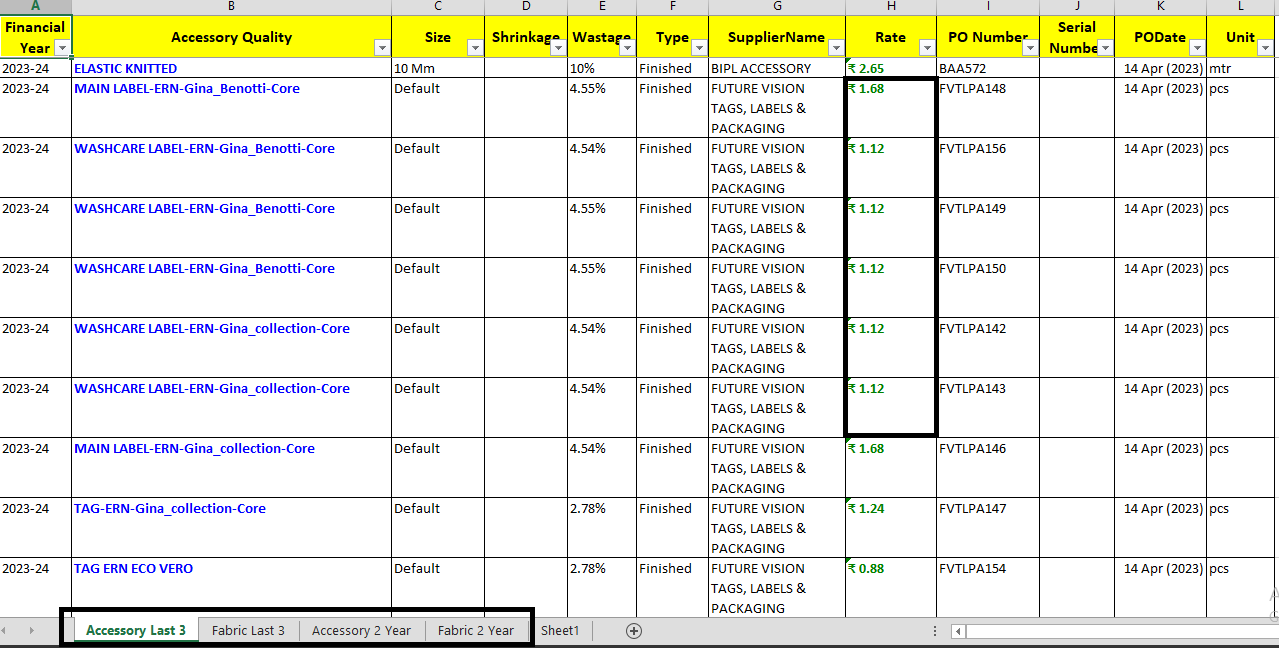 A B C D E F G H I J K L
Financial Year Accessory Quality Size Shrinkage Wastage Type SupplierName Rate PO Number Serial Numbe PODate Unit
2023-24 ELASTIC KNITTED 10 Mm 10% Finished BIPL ACCESSORY ₹ 2.65 BAA572 14 Apr (2023) mtr
2023-24 MAIN LABEL-ERN-Gina_Benotti-Core Default 4.55% Finished FUTURE VISION ₹ 1.68 FVTLPA148 14 Apr (2023) pcs
TAGS, LABELS &
PACKAGING
2023-24 WASHCARE LABEL-ERN-Gina_Benotti-Core Default 4.54% Finished FUTURE VISION ₹ 1.12 FVTLPA156 14 Apr (2023) pcs
TAGS, LABELS &
PACKAGING
2023-24 WASHCARE LABEL-ERN-Gina_Benotti-Core Default 4.55% Finished FUTURE VISION ₹ 1.12 FVTLPA149 14 Apr (2023) pcs
TAGS, LABELS &
PACKAGING
2023-24 WASHCARE LABEL-ERN-Gina_Benotti-Core Default 4.55% Finished FUTURE VISION ₹ 1.12 FVTLPA150 14 Apr (2023) pcs
TAGS, LABELS &
PACKAGING
2023-24 WASHCARE LABEL-ERN-Gina_collection-Core Default 4.54% Finished FUTURE VISION ₹ 1.12 FVTLPA142 14 Apr (2023) pcs
TAGS, LABELS &
PACKAGING
2023-24 WASHCARE LABEL-ERN-Gina_collection-Core Default 4.54% Finished FUTURE VISION ₹ 1.12 FVTLPA143 14 Apr (2023) pcs
TAGS, LABELS &
PACKAGING
2023-24 MAIN LABEL-ERN-Gina_collection-Core Default 4.54% Finished FUTURE VISION ₹ 1.68 FVTLPA146 14 Apr (2023) pcs
TAGS, LABELS &
PACKAGING
2023-24 TAG-ERN-Gina_collection-Core Default 2.78% Finished FUTURE VISION ₹ 1.24 FVTLPA147 14 Apr (2023) pcs
TAGS, LABELS &
PACKAGING
2023-24 TAG ERN ECO VERO Default 2.78% Finished FUTURE VISION ₹ 0.88 FVTLPA154 14 Apr (2023) pcs
TAGS, LABELS &
PACKAGING
Accessory Last 3 Fabric Last 3 Accessory 2 Year Fabric 2 Year Sheet1